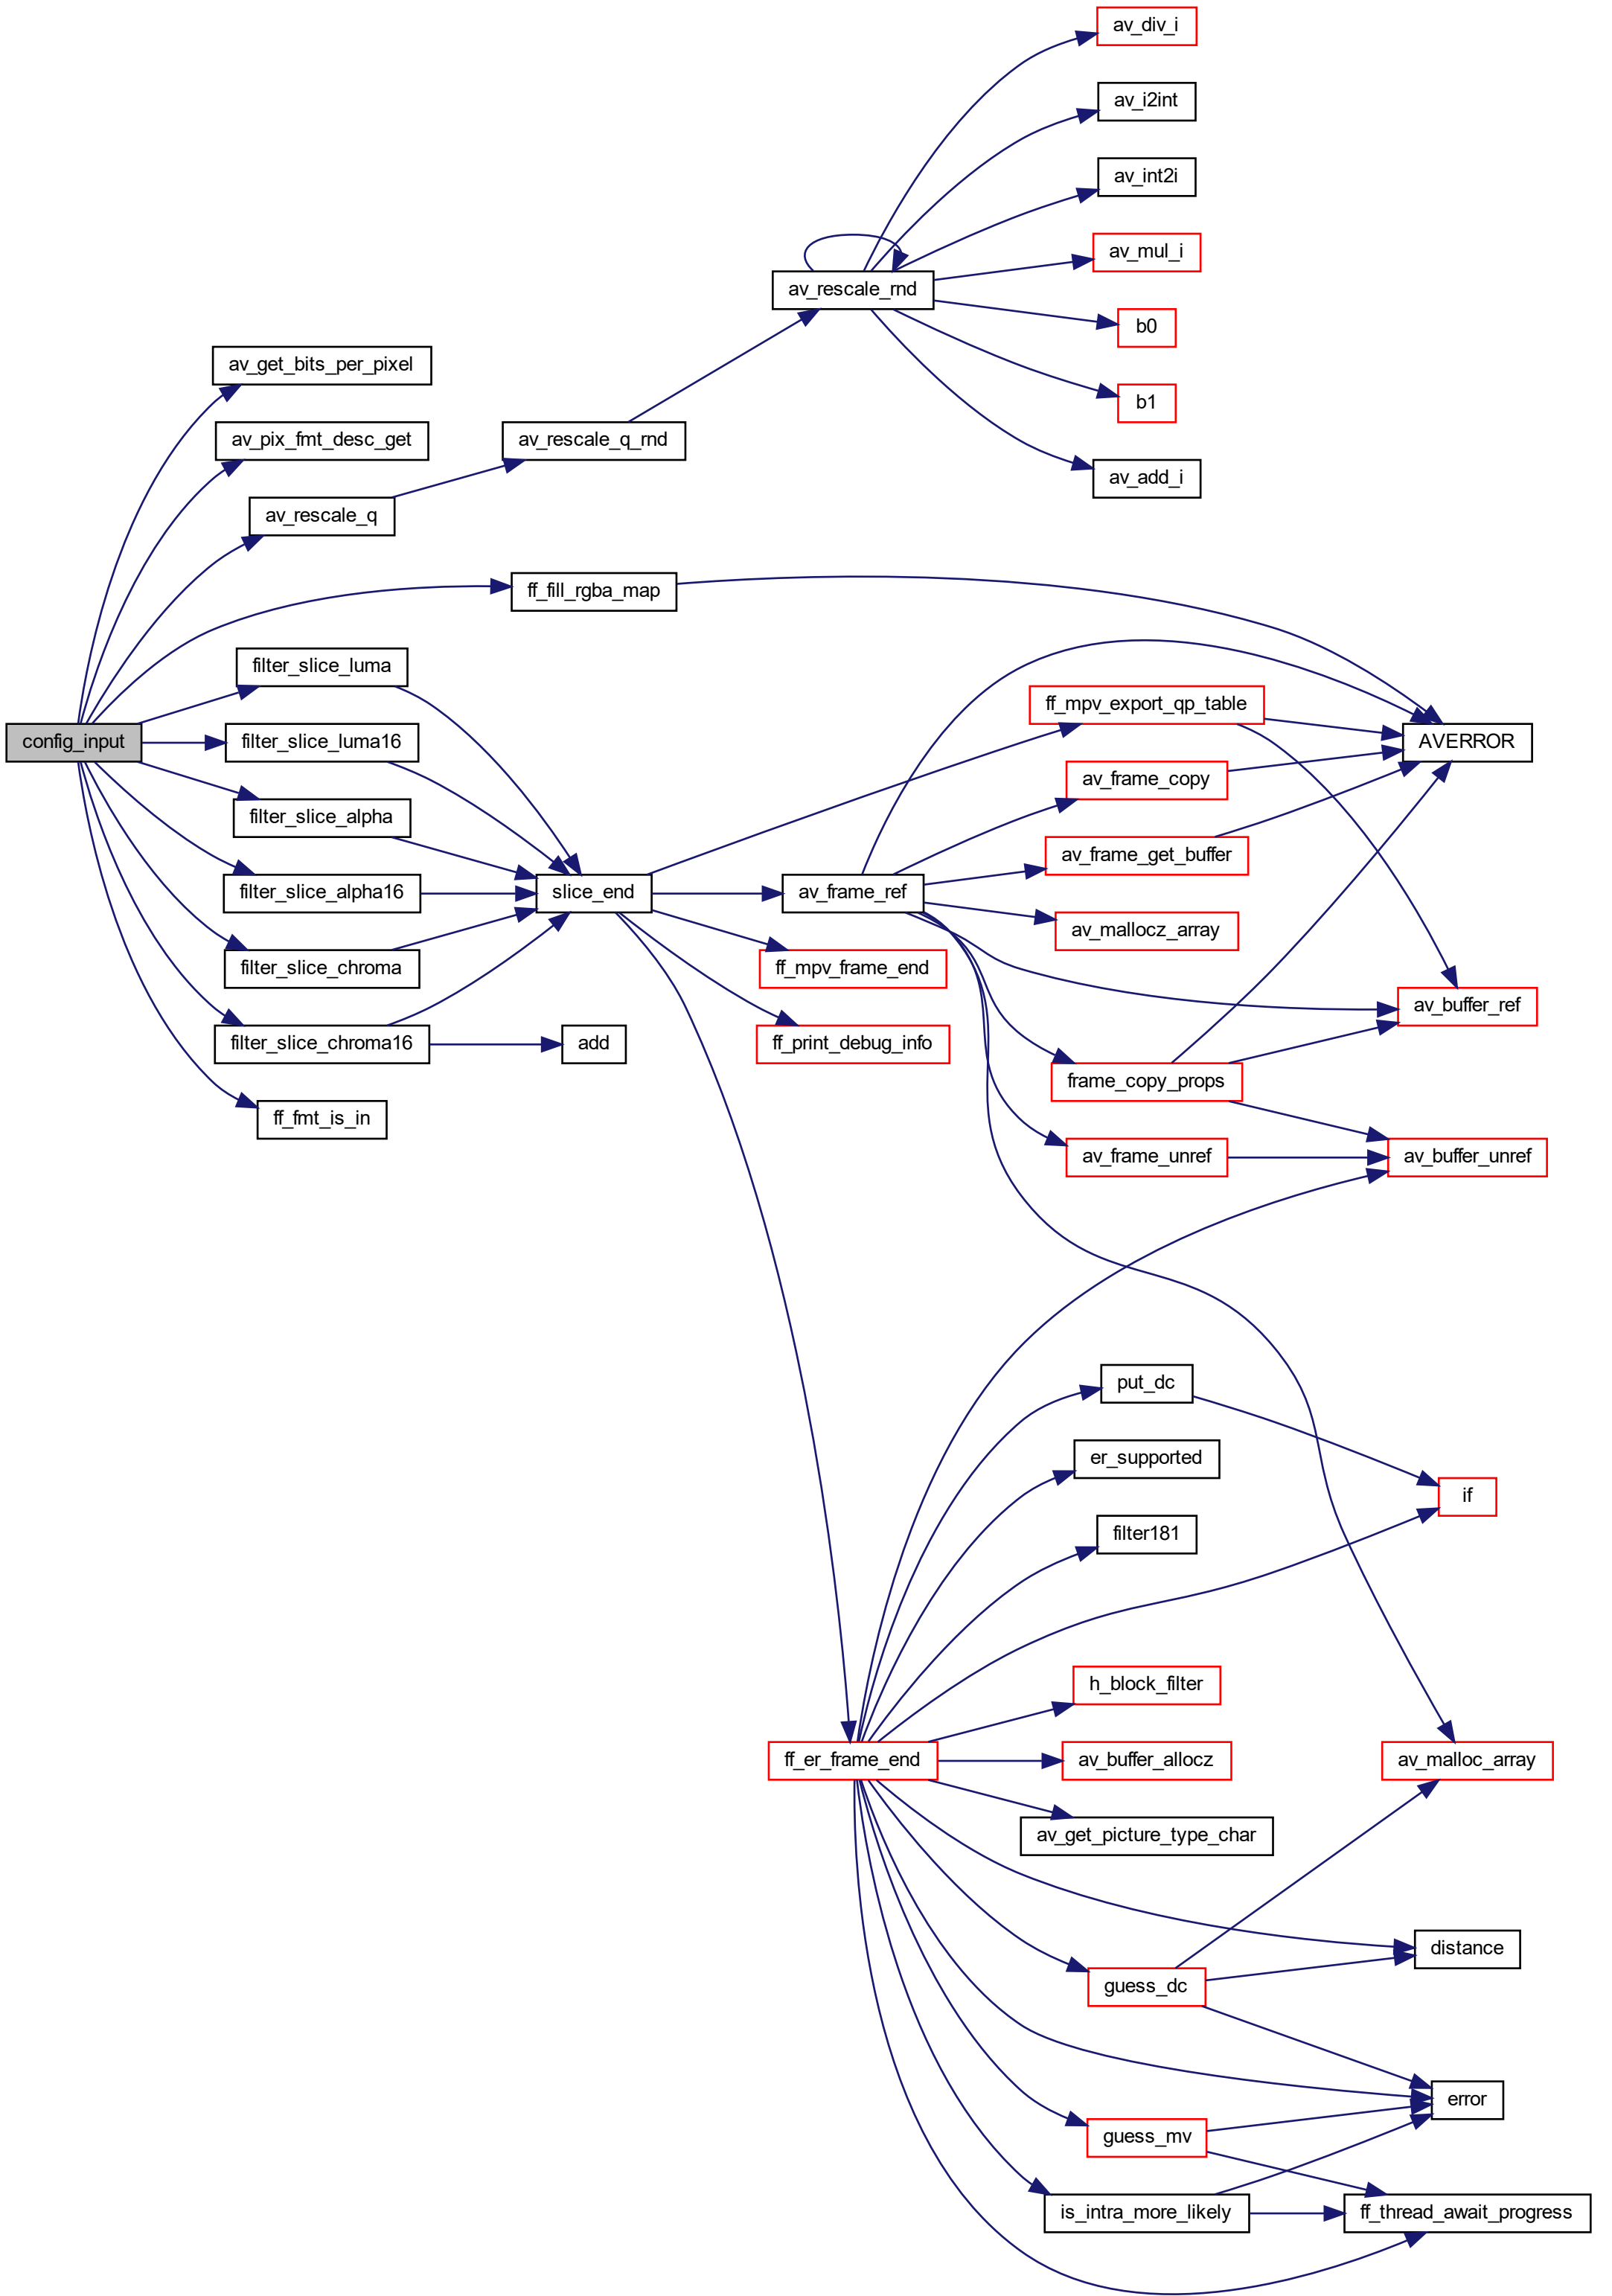 av_div_i
av_i2int
av_int2i
av_mul_i
av_rescale_rnd
b0
av_get_bits_per_pixel
b1
av_pix_fmt_desc_get
av_rescale_q_rnd
av_add_i
av_rescale_q
ff_fill_rgba_map
filter_slice_luma
ff_mpv_export_qp_table
config_input
filter_slice_luma16
AVERROR
av_frame_copy
filter_slice_alpha
av_frame_get_buffer
filter_slice_alpha16
slice_end
av_frame_ref
av_mallocz_array
filter_slice_chroma
ff_mpv_frame_end
av_buffer_ref
filter_slice_chroma16
add
ff_print_debug_info
frame_copy_props
ff_fmt_is_in
av_frame_unref
av_buffer_unref
put_dc
er_supported
if
filter181
h_block_filter
ff_er_frame_end
av_buffer_allocz
av_malloc_array
av_get_picture_type_char
distance
guess_dc
error
guess_mv
is_intra_more_likely
ff_thread_await_progress